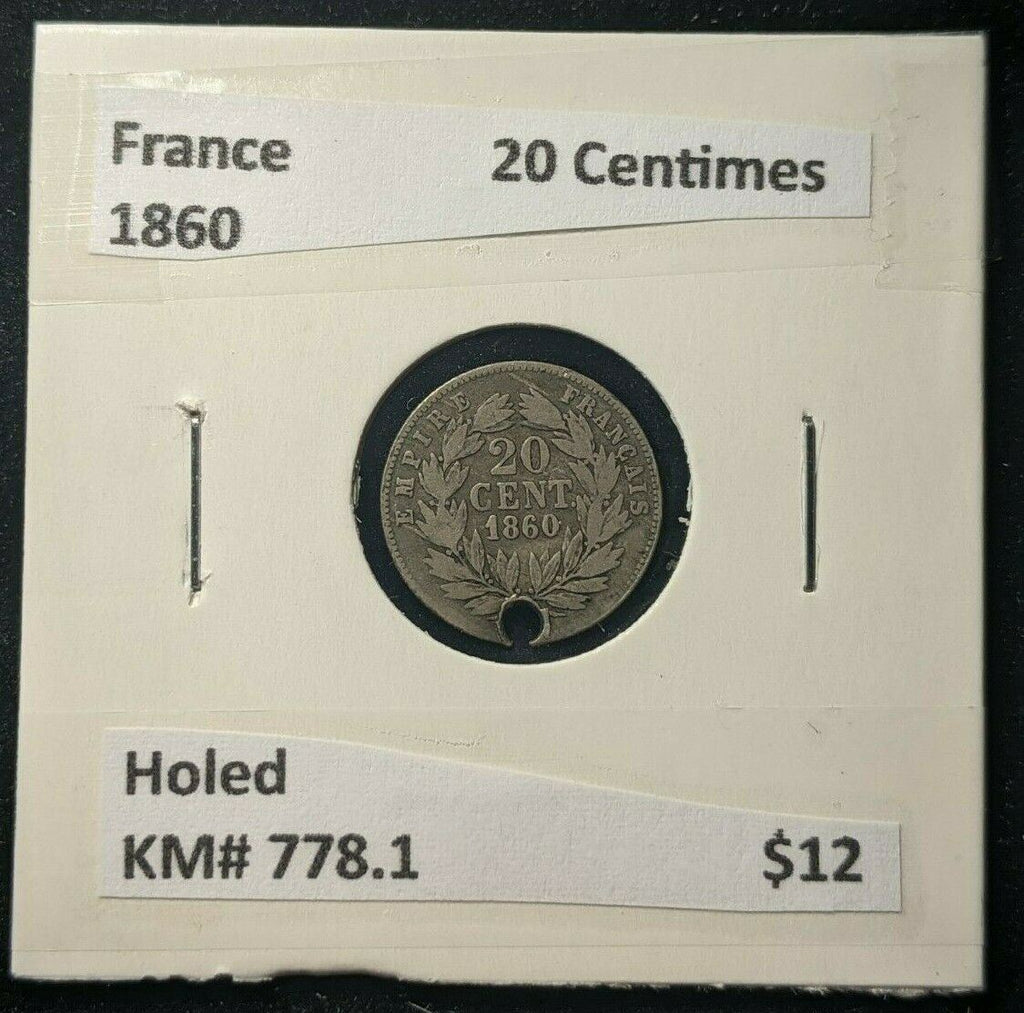 France 20 Centimes
1860
EMPIRE FRANÇAIS
20
CENT.
1860
Holed
KM# 778.1 $12